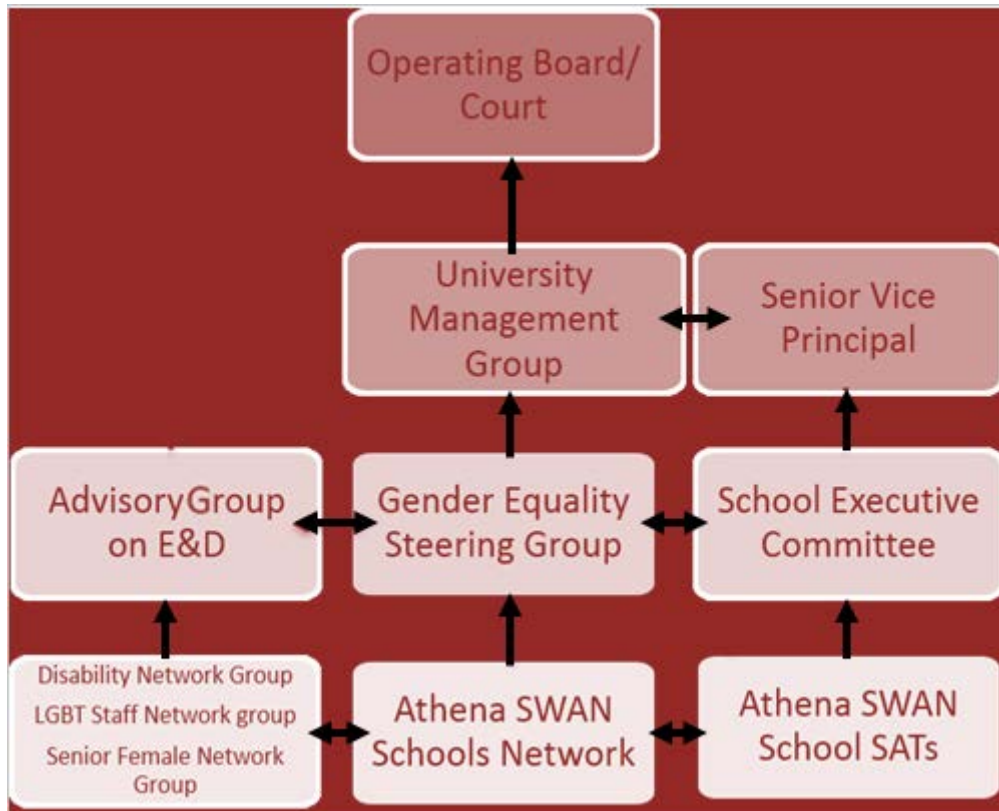 Operating Board/
Court
University
Management
Group
Senior Vice
Principal
AdvisoryGroup
on E&D
Gender Equality
Steering Group
School Executive
Committee
Disability Network Group
LGBT Staff Network group
Senior Female Network
Group
Athena SWAN
Schools Network
Athena SWAN
School SATs